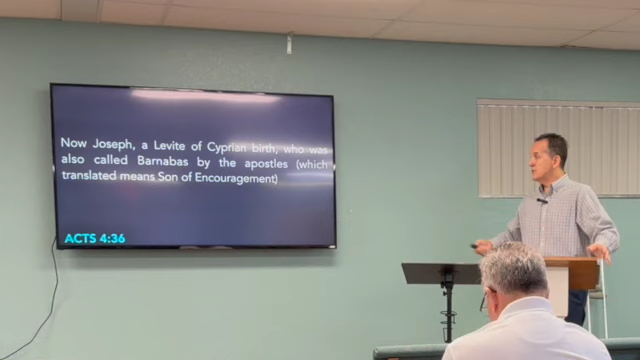 Now Joseph, a Levite of Cyprian birth, who was
also called Barnabas by the apostles (which
translated means Son of Encouragement)
ACTS 4:36